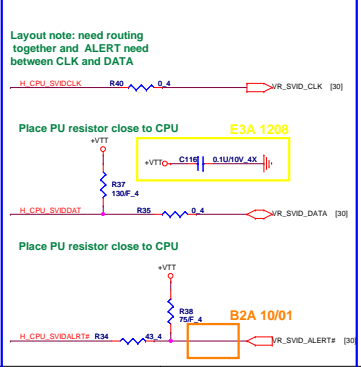 Layout note: need routing
together and ALERT need
between CLK and DATA
H_CPU_SVIDCLK R40 0_4 VR_SVID_CLK [30]
Place PU resistor close to CPU
E3A 1208
+VTT
+VTT C116 0.1U/10V_4X
R37
130/F_4
H_CPU_SVIDDAT R35 0_4 VR_SVID_DATA [30]
Place PU resistor close to CPU
+VTT
R38
75/F_4
B2A 10/01
H_CPU_SVIDALRT# R34 43_4 VR_SVID_ALERT# [30]